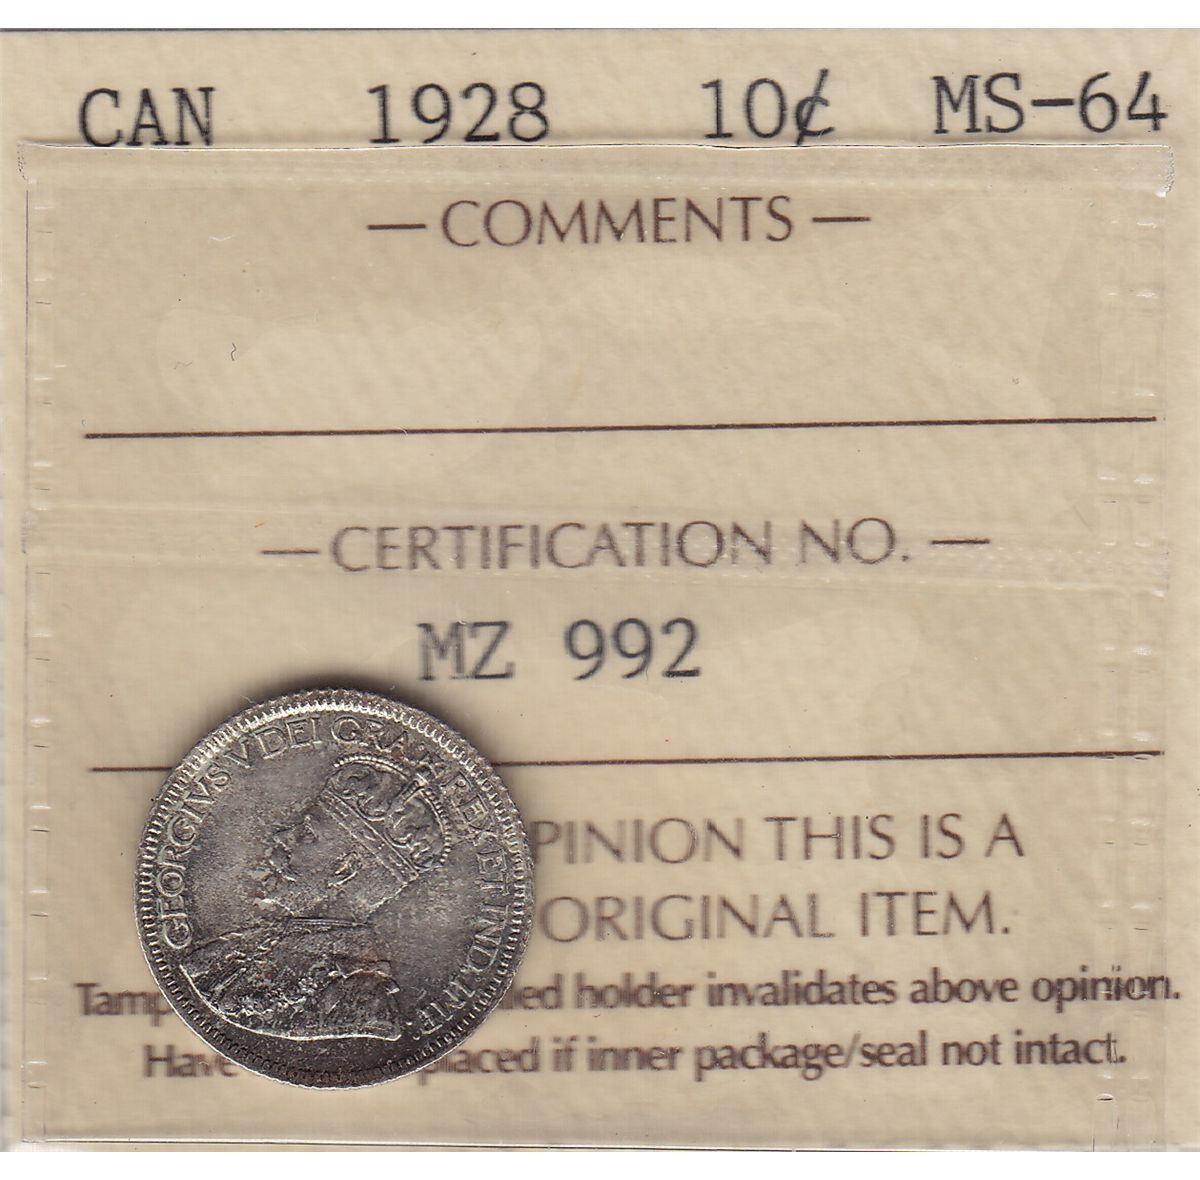 CAN 1928 10¢ MS-64
— COMMENTS —
— CERTIFICATION NO. —
MZ 992
GEORGIVS V DEI GRA: REX ET IND: IMP:
PINION THIS IS A
ORIGINAL ITEM.
Tamp led holder invalidates above opinion.
Have placed if inner package/seal not intact.